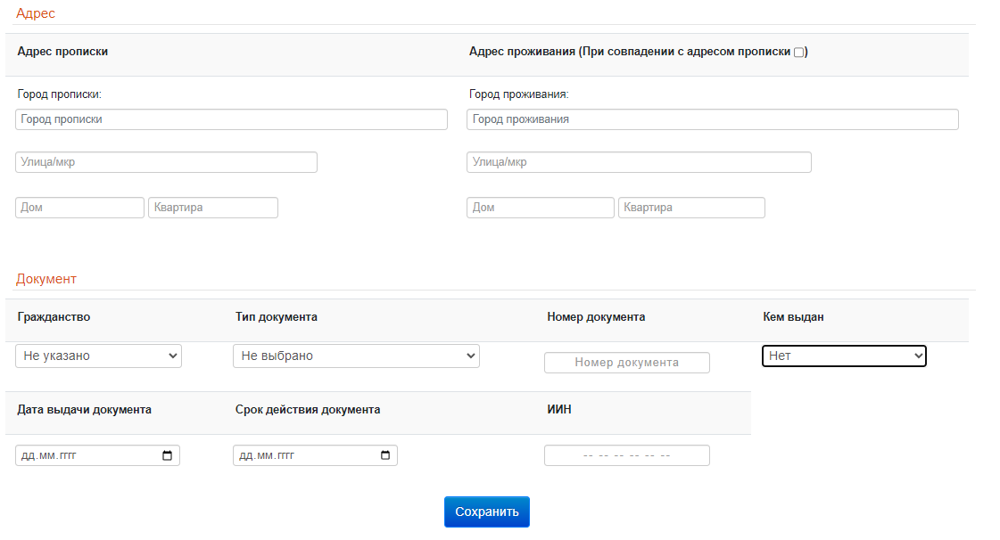 Адрес
Адрес прописки
Адрес проживания (При совпадении с адресом прописки )
Город прописки:
Город проживания:
Город прописки
Город проживания
Улица/мкр
Улица/мкр
Дом
Квартира
Дом
Квартира
Документ
Гражданство
Тип документа
Номер документа
Кем выдан
Не указано
Не выбрано
Номер документа
Нет
Дата выдачи документа
Срок действия документа
ИИН
дд.мм.гггг
дд.мм.гггг
-- -- -- -- -- --
Сохранить